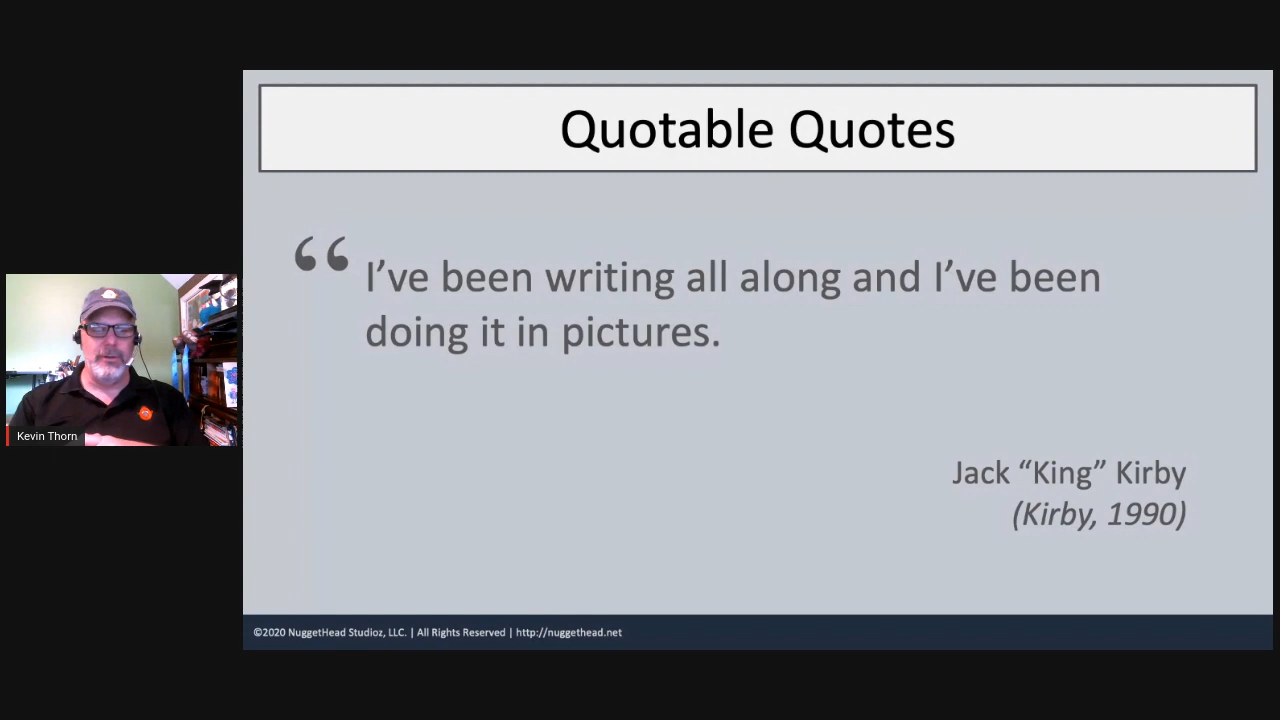 Quotable Quotes
“ I’ve been writing all along and I’ve been
doing it in pictures.
Jack “King” Kirby
(Kirby, 1990)
Kevin Thorn
©2020 NuggetHead Studioz, LLC. | All Rights Reserved | http://nuggethead.net